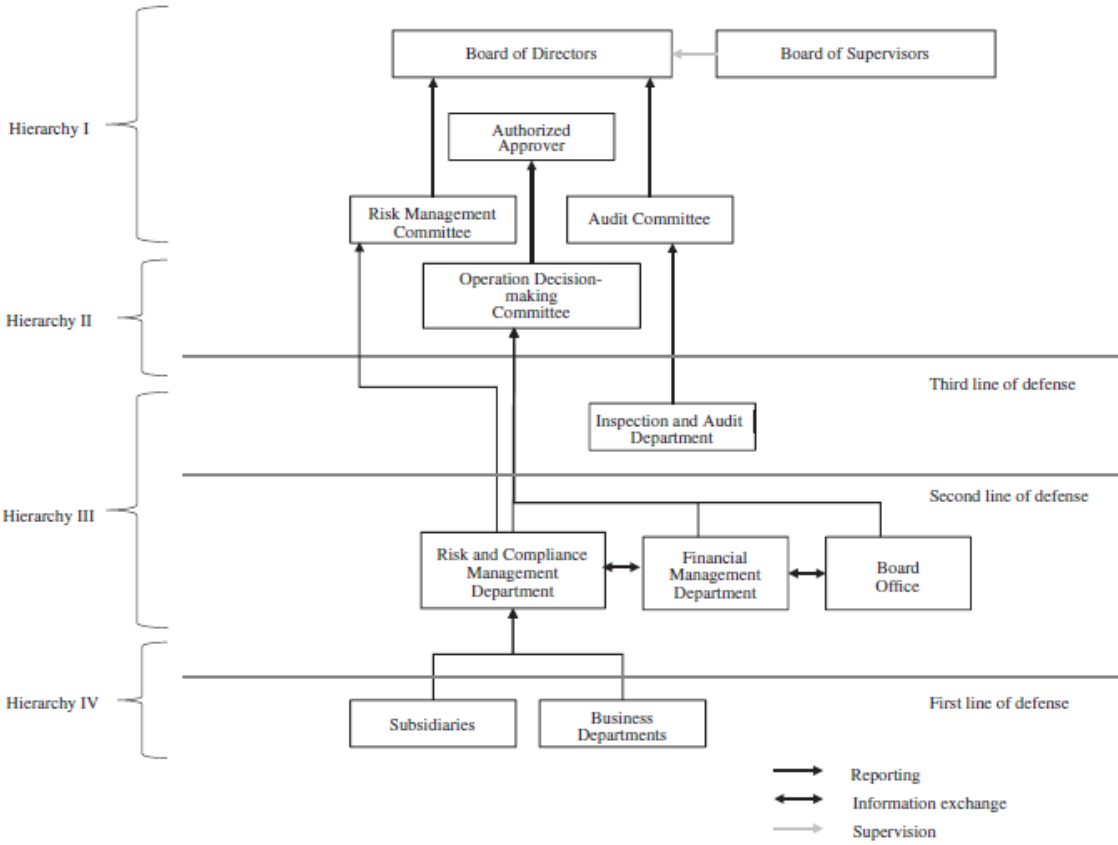 Board of Directors
Board of Supervisors
Hierarchy I
Authorized
Approver
Risk Management
Committee
Audit Committee
Hierarchy II
Operation Decision-
making
Committee
Third line of defense
Inspection and Audit
Department
Second line of defense
Hierarchy III
Risk and Compliance
Management
Department
Financial
Management
Department
Board
Office
Hierarchy IV
First line of defense
Subsidiaries
Business
Departments
Reporting
Information exchange
Supervision